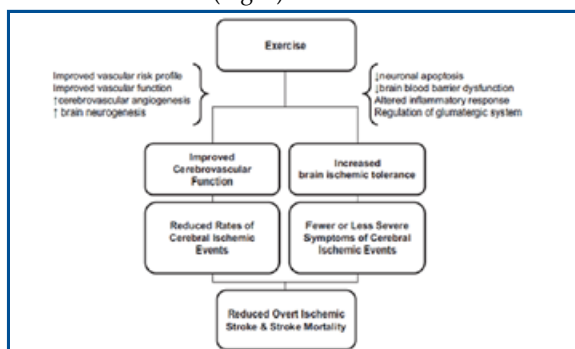 Exercise
Improved vascular risk profile
Improved vascular function
↑cerebrovascular angiogenesis
↑ brain neurogenesis
↓neuronal apoptosis
↓brain blood barrier dysfunction
Altered inflammatory response
Regulation of glumatergic system
Improved
Cerebrovascular
Function
Increased
brain ischemic tolerance
Reduced Rates of
Cerebral Ischemic
Events
Fewer or Less Severe
Symptoms of Cerebral
Ischemic Events
Reduced Overt Ischemic
Stroke & Stroke Mortality